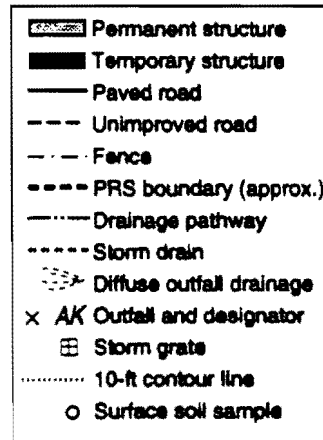 Permanent structure
Temporary structure
Paved road
Unimproved road
Fence
PRS boundary (approx.)
Drainage pathway
Storm drain
Diffuse outfall drainage
× AK Outfall and designator
Storm grate
10-ft contour line
Surface soil sample